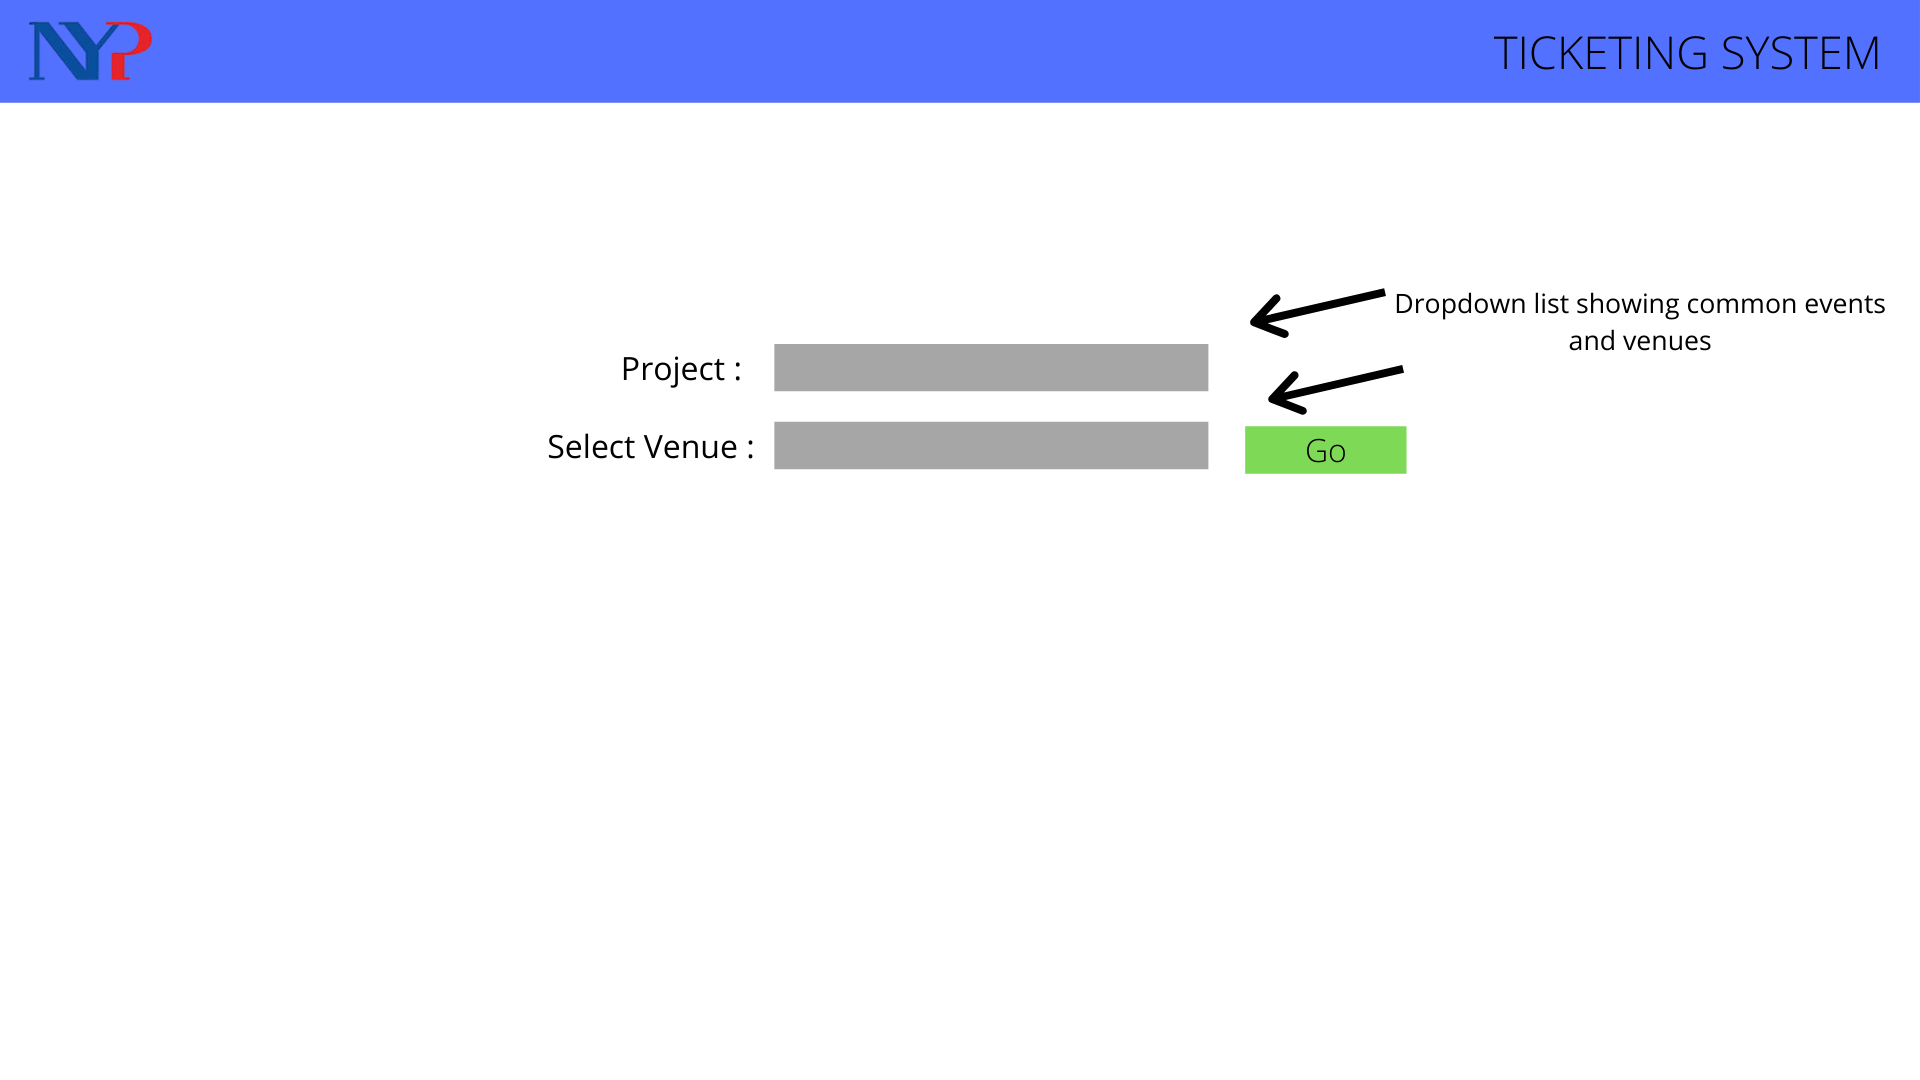 NYP
TICKETING SYSTEM
Dropdown list showing common events
and venues
Project :
Select Venue :
Go